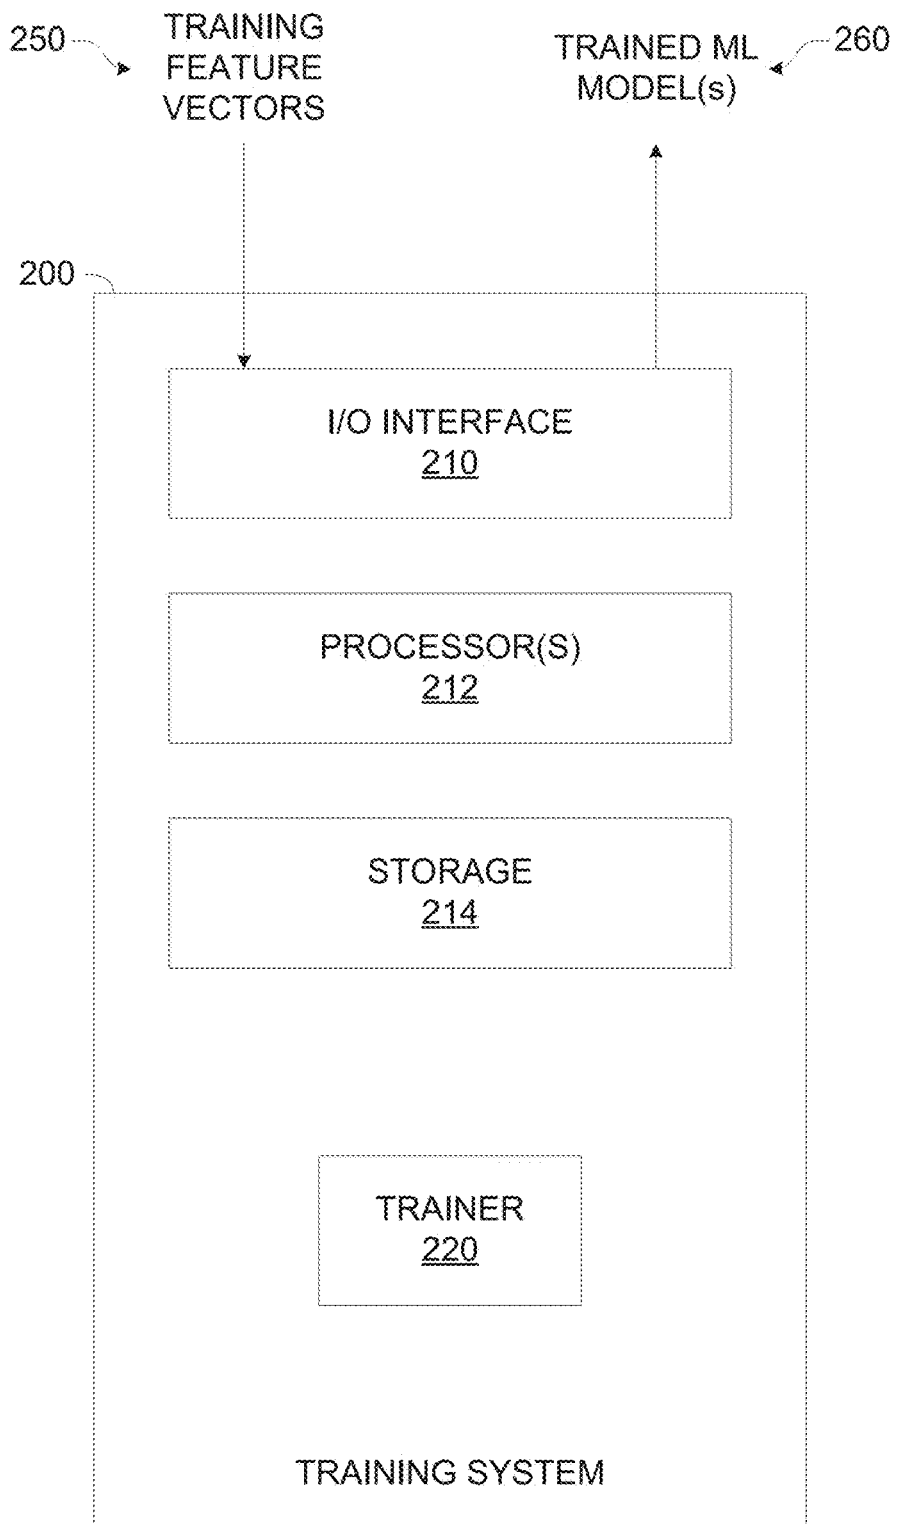 250
TRAINING
FEATURE
VECTORS
TRAINED ML
MODEL(s)
260
200
I/O INTERFACE
210
PROCESSOR(S)
212
STORAGE
214
TRAINER
220
TRAINING SYSTEM